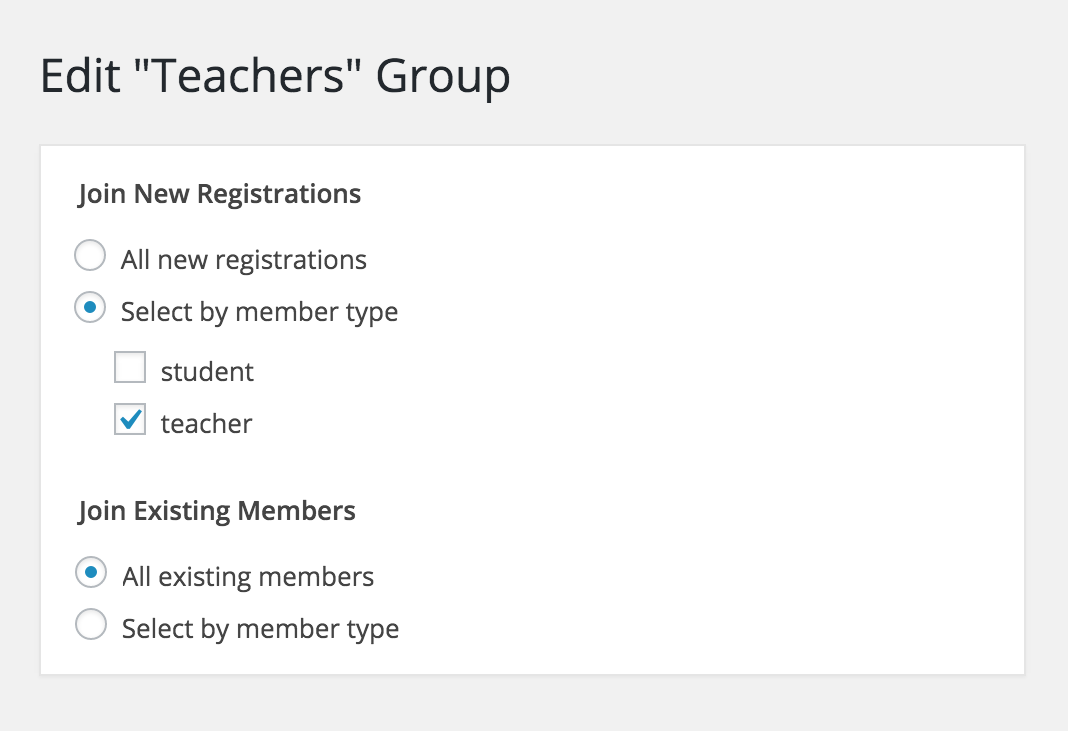 Edit "Teachers" Group
Join New Registrations
All new registrations
Select by member type
student
teacher
Join Existing Members
All existing members
Select by member type